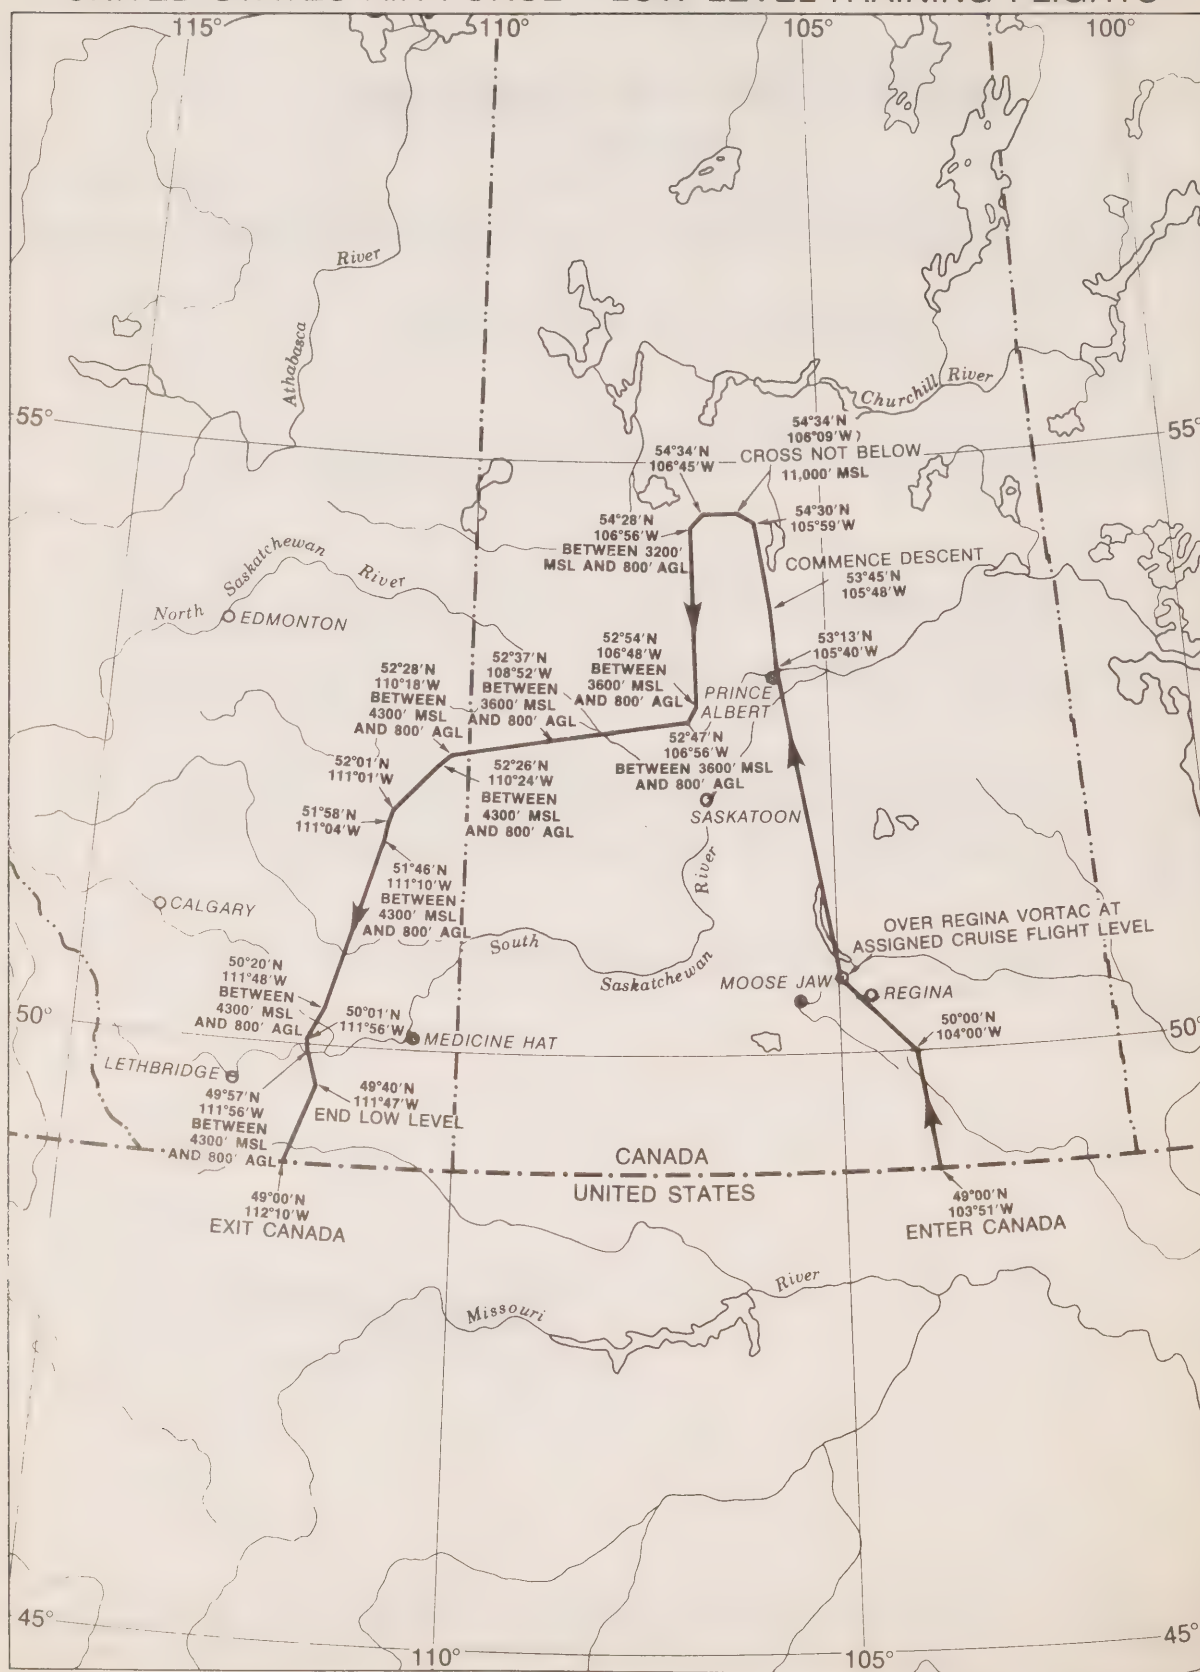 UNITED STATES AIR FORCE - LOW LEVEL TRAINING FLIGHTS
115°
110°
105°
100°
River
Athabasca
Churchill River
55°
55°
54°34'N
106°09'W)
CROSS NOT BELOW
11,000' MSL
54°34'N
106°45'W
54°30'N
105°59'W
54°28'N
106°56'W
BETWEEN 3200'
MSL AND 800' AGL
COMMENCE DESCENT
53°45'N
105°48'W
North Saskatchewan River
EDMONTON
53°13'N
105°40'W
PRINCE
ALBERT
52°54'N
106°48'W
BETWEEN
3600' MSL
AND 800' AGL
52°37'N
108°52'W
BETWEEN
3600' MSL
AND 800' AGL
52°28'N
110°18'W
BETWEEN
4300' MSL
AND 800' AGL
52°47'N
106°56'W
BETWEEN 3600' MSL
AND 800' AGL
SASKATOON
52°01'N
111°01'W
52°26'N
110°24'W
BETWEEN
4300' MSL
AND 800' AGL
51°58'N
111°04'W
51°46'N
111°10'W
BETWEEN
4300' MSL
AND 800' AGL
CALGARY
South Saskatchewan River
OVER REGINA VORTAC AT
ASSIGNED CRUISE FLIGHT LEVEL
MOOSE JAW
REGINA
50°20'N
111°48'W
BETWEEN
4300' MSL
AND 800' AGL
50°
50°01'N
111°56'W
MEDICINE HAT
50°00'N
104°00'W
50°
LETHBRIDGE
49°57'N
111°56'W
BETWEEN
4300' MSL
AND 800' AGL
49°40'N
111°47'W
END LOW LEVEL
CANADA
UNITED STATES
49°00'N
112°10'W
EXIT CANADA
49°00'N
103°51'W
ENTER CANADA
Missouri River
45°
45°
110°
105°